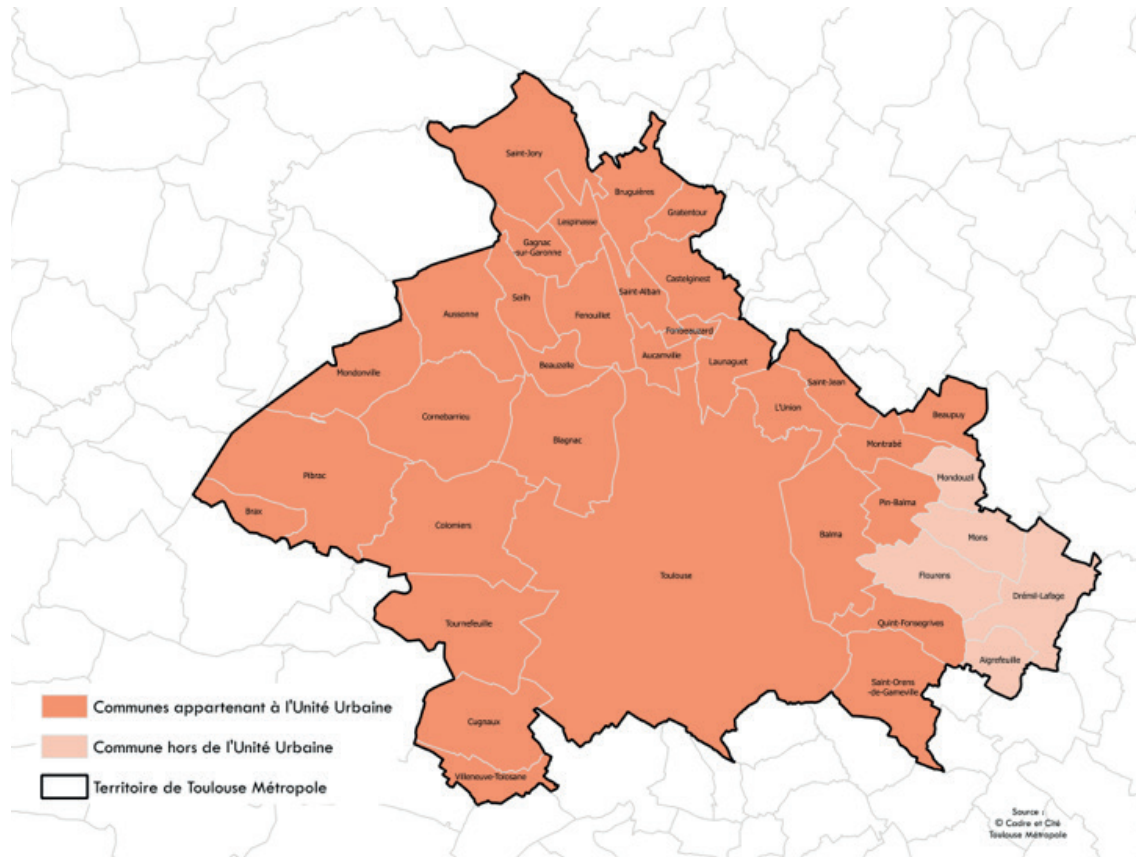 Saint-Jory
Bruguières
Gratentour
Lespinasse
Gagnac
-sur-Garonne
Castelginest
Seilh
Saint-Alban
Aussonne
Fenouillet
Fonbeauzard
Aucamville
Launaguet
Beauzelle
Mondonville
Saint-Jean
L'Union
Beaupuy
Cornebarrieu
Blagnac
Montrabé
Pibrac
Mondouzil
Pin-Balma
Brax
Colomiers
Balma
Mons
Toulouse
Flourens
Drémil-Lafage
Tournefeuille
Quint-Fonsegrives
Aigrefeuille
Saint-Orens
-de-Gameville
Cugnaux
Villeneuve-Tolosane
Communes appartenant à l'Unité Urbaine
Commune hors de l'Unité Urbaine
Territoire de Toulouse Métropole
Source :
© Cadre et Cité
Toulouse Métropole